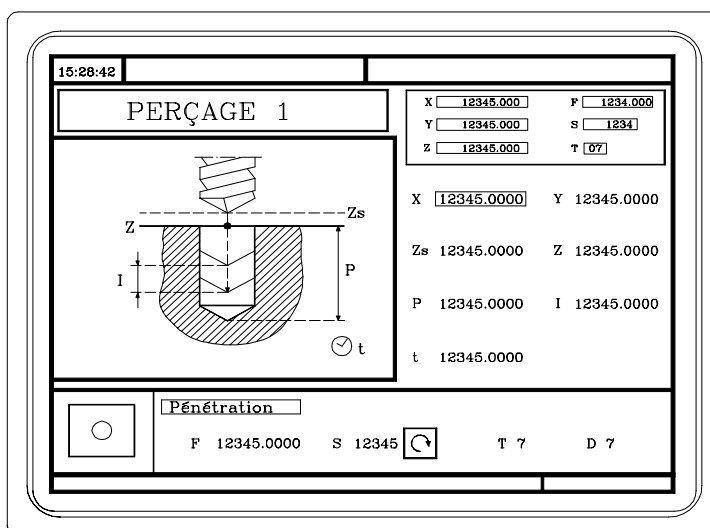 15:28:42
PERÇAGE 1
X 12345.000 F 1234.000
Y 12345.000 S 1234
Z 12345.000 T 07
Zs
Z
I
P
t
X 12345.0000 Y 12345.0000
Zs 12345.0000 Z 12345.0000
P 12345.0000 I 12345.0000
t 12345.0000
Pénétration
F 12345.0000 S 12345 T 7 D 7